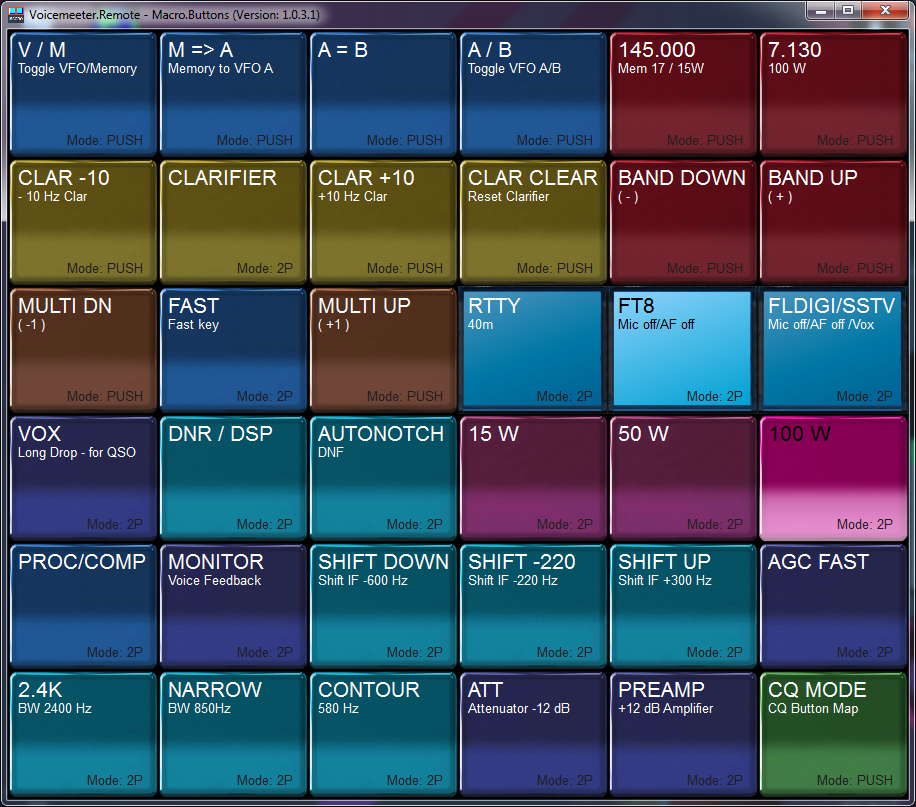 Voicemeeter.Remote - Macro.Buttons (Version: 1.0.3.1)
V / M
Toggle VFO/Memory
Mode: PUSH
M => A
Memory to VFO A
Mode: PUSH
A = B
Mode: PUSH
A / B
Toggle VFO A/B
Mode: PUSH
145.000
Mem 17 / 15W
Mode: PUSH
7.130
100 W
Mode: PUSH
CLAR -10
- 10 Hz Clar
Mode: PUSH
CLARIFIER
Mode: 2P
CLAR +10
+10 Hz Clar
Mode: PUSH
CLAR CLEAR
Reset Clarifier
Mode: PUSH
BAND DOWN
( - )
Mode: PUSH
BAND UP
( + )
Mode: PUSH
MULTI DN
( -1 )
Mode: PUSH
FAST
Fast key
Mode: 2P
MULTI UP
( +1 )
Mode: PUSH
RTTY
40m
Mode: 2P
FT8
Mic off/AF off
Mode: 2P
FLDIGI/SSTV
Mic off/AF off /Vox
Mode: 2P
VOX
Long Drop - for QSO
Mode: 2P
DNR / DSP
Mode: 2P
AUTONOTCH
DNF
Mode: 2P
15 W
Mode: 2P
50 W
Mode: 2P
100 W
Mode: 2P
PROC/COMP
Mode: 2P
MONITOR
Voice Feedback
Mode: 2P
SHIFT DOWN
Shift IF -600 Hz
Mode: 2P
SHIFT -220
Shift IF -220 Hz
Mode: 2P
SHIFT UP
Shift IF +300 Hz
Mode: 2P
AGC FAST
Mode: 2P
2.4K
BW 2400 Hz
Mode: 2P
NARROW
BW 850Hz
Mode: 2P
CONTOUR
580 Hz
Mode: 2P
ATT
Attenuator -12 dB
Mode: 2P
PREAMP
+12 dB Amplifier
Mode: 2P
CQ MODE
CQ Button Map
Mode: PUSH